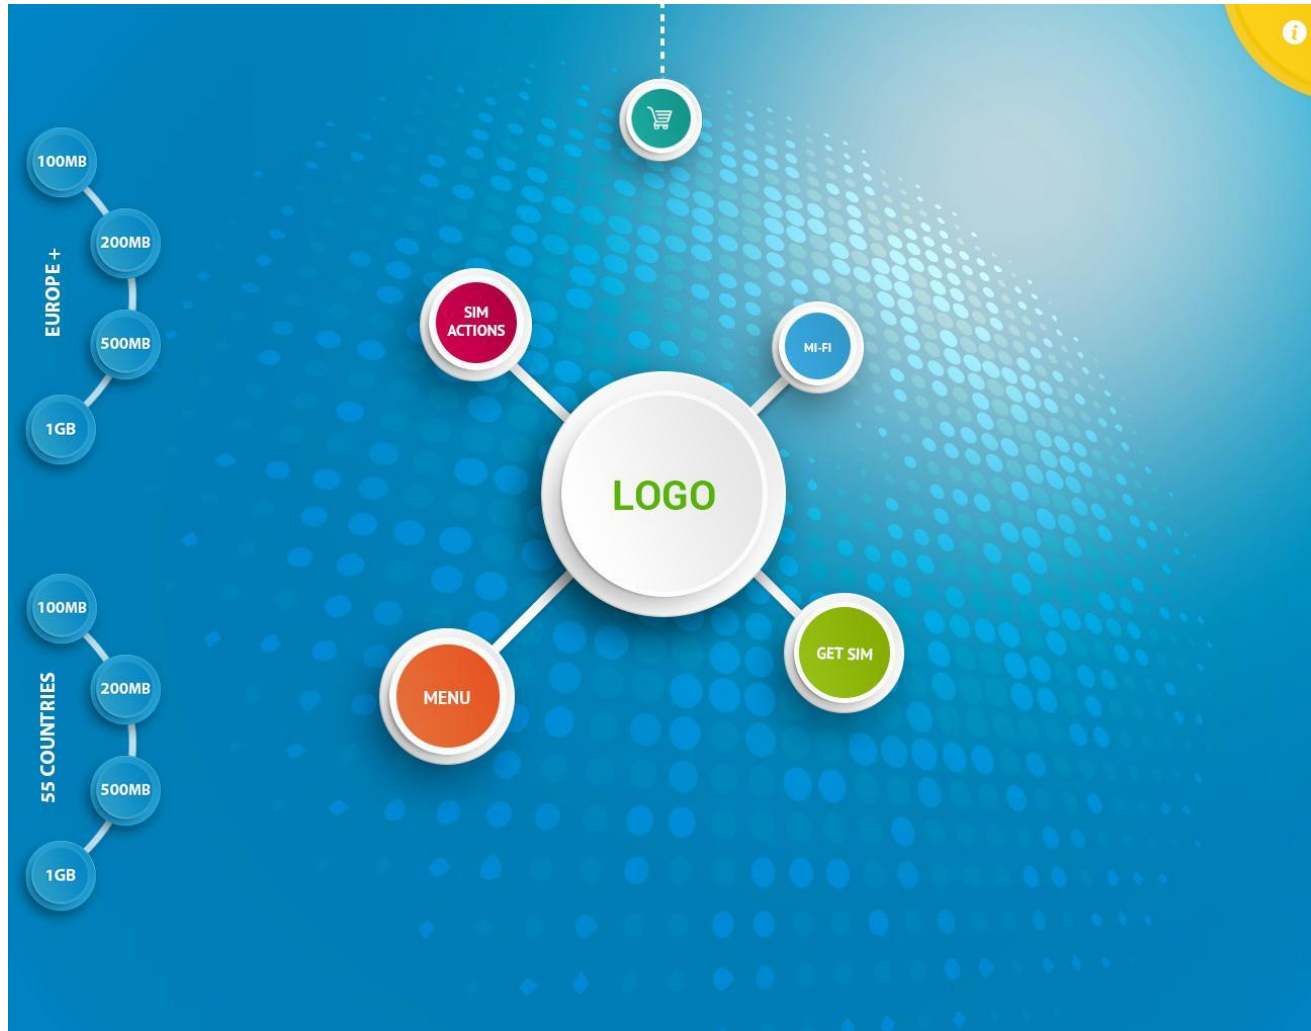 i
100MB
200MB
EUROPE +
500MB
1GB
SIM
ACTIONS
MI-FI
LOGO
MENU
GET SIM
100MB
200MB
55 COUNTRIES
500MB
1GB